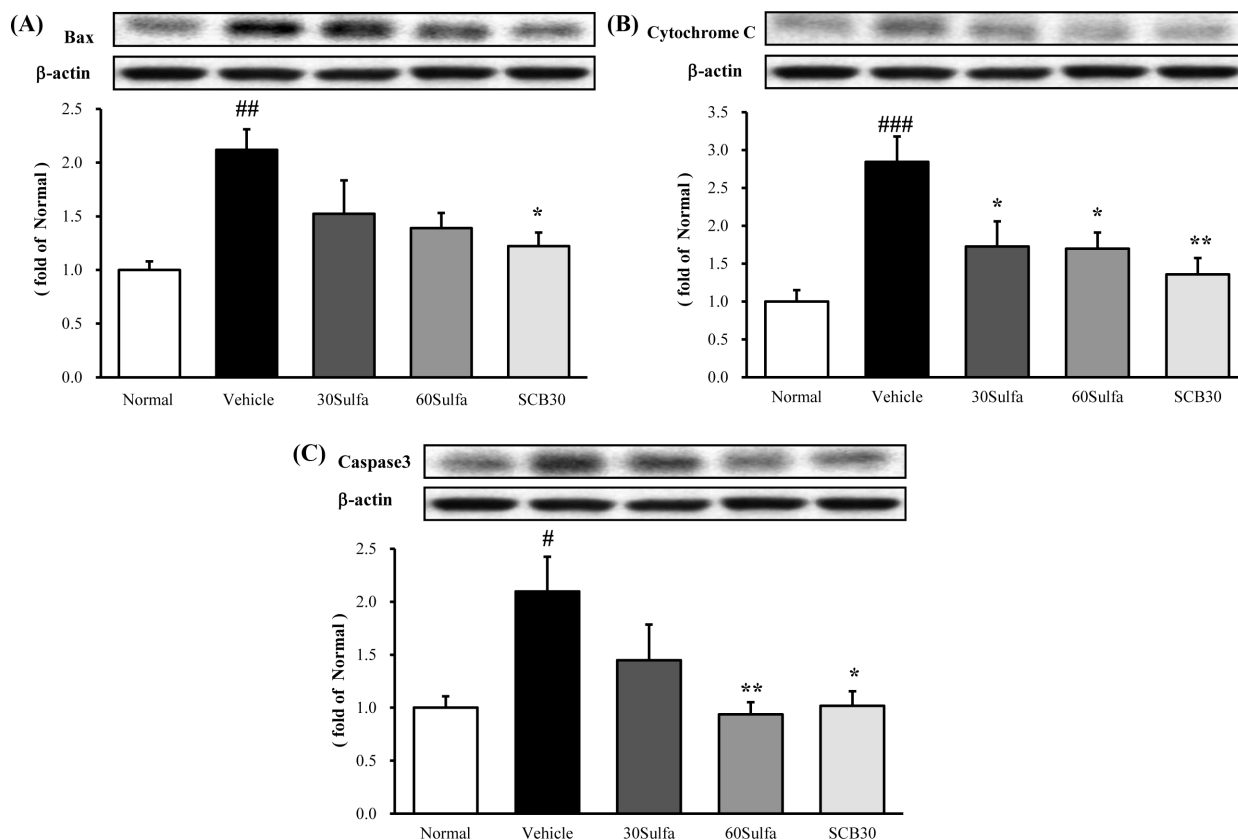 (A)
Bax
β-actin
##
*
2.5
2.0
1.5
1.0
0.5
0.0
( fold of Normal )
Normal Vehicle 30Sulfa 60Sulfa SCB30
(B)
Cytochrome C
β-actin
###
*
*
**
3.5
3.0
2.5
2.0
1.5
1.0
0.5
0.0
( fold of Normal )
Normal Vehicle 30Sulfa 60Sulfa SCB30
(C)
Caspase3
β-actin
#
**
*
2.5
2.0
1.5
1.0
0.5
0.0
( fold of Normal )
Normal Vehicle 30Sulfa 60Sulfa SCB30